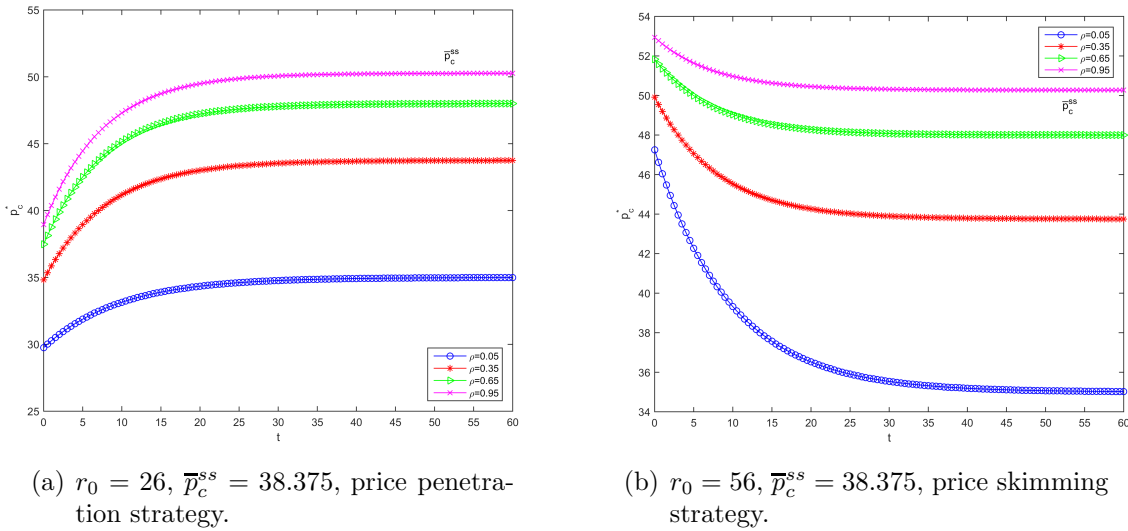 55
50
45
40
35
30
25
0 5 10 15 20 25 30 35 40 45 50 55 60
t
p*c
p̅c^ss
ρ=0.05
ρ=0.35
ρ=0.65
ρ=0.95
(a) r0 = 26, p̅c^ss = 38.375, price penetra-
tion strategy.
54
52
50
48
46
44
42
40
38
36
34
0 5 10 15 20 25 30 35 40 45 50 55 60
t
p*c
ρ=0.05
ρ=0.35
ρ=0.65
ρ=0.95
p̅c^ss
(b) r0 = 56, p̅c^ss = 38.375, price skimming
strategy.